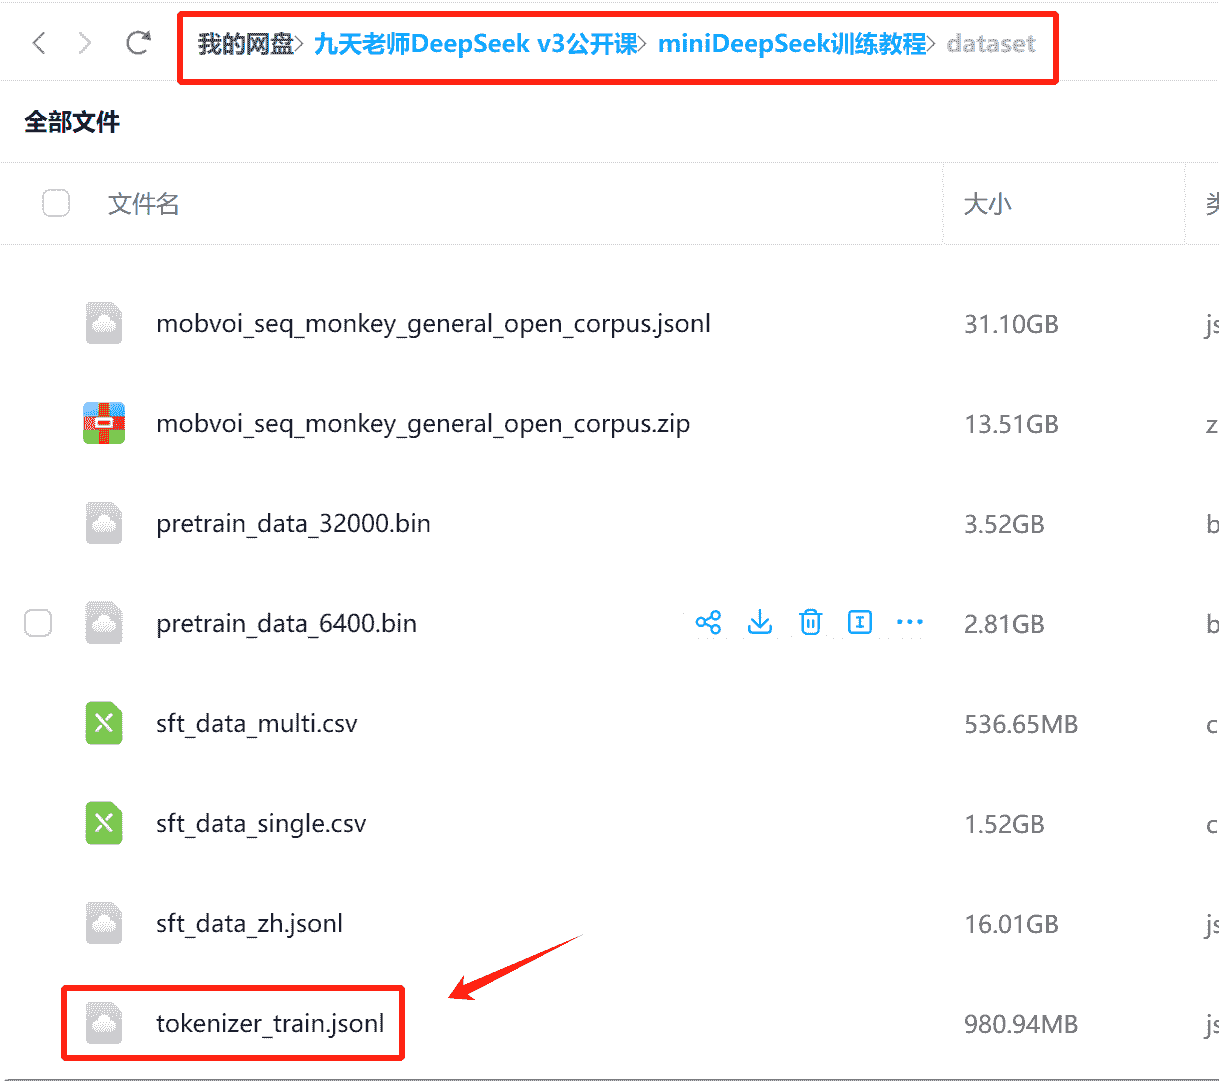 我的网盘> 九天老师DeepSeek v3公开课> miniDeepSeek训练教程> dataset
全部文件
文件名 大小
mobvoi_seq_monkey_general_open_corpus.jsonl 31.10GB
mobvoi_seq_monkey_general_open_corpus.zip 13.51GB
pretrain_data_32000.bin 3.52GB
pretrain_data_6400.bin 2.81GB
sft_data_multi.csv 536.65MB
sft_data_single.csv 1.52GB
sft_data_zh.jsonl 16.01GB
tokenizer_train.jsonl 980.94MB